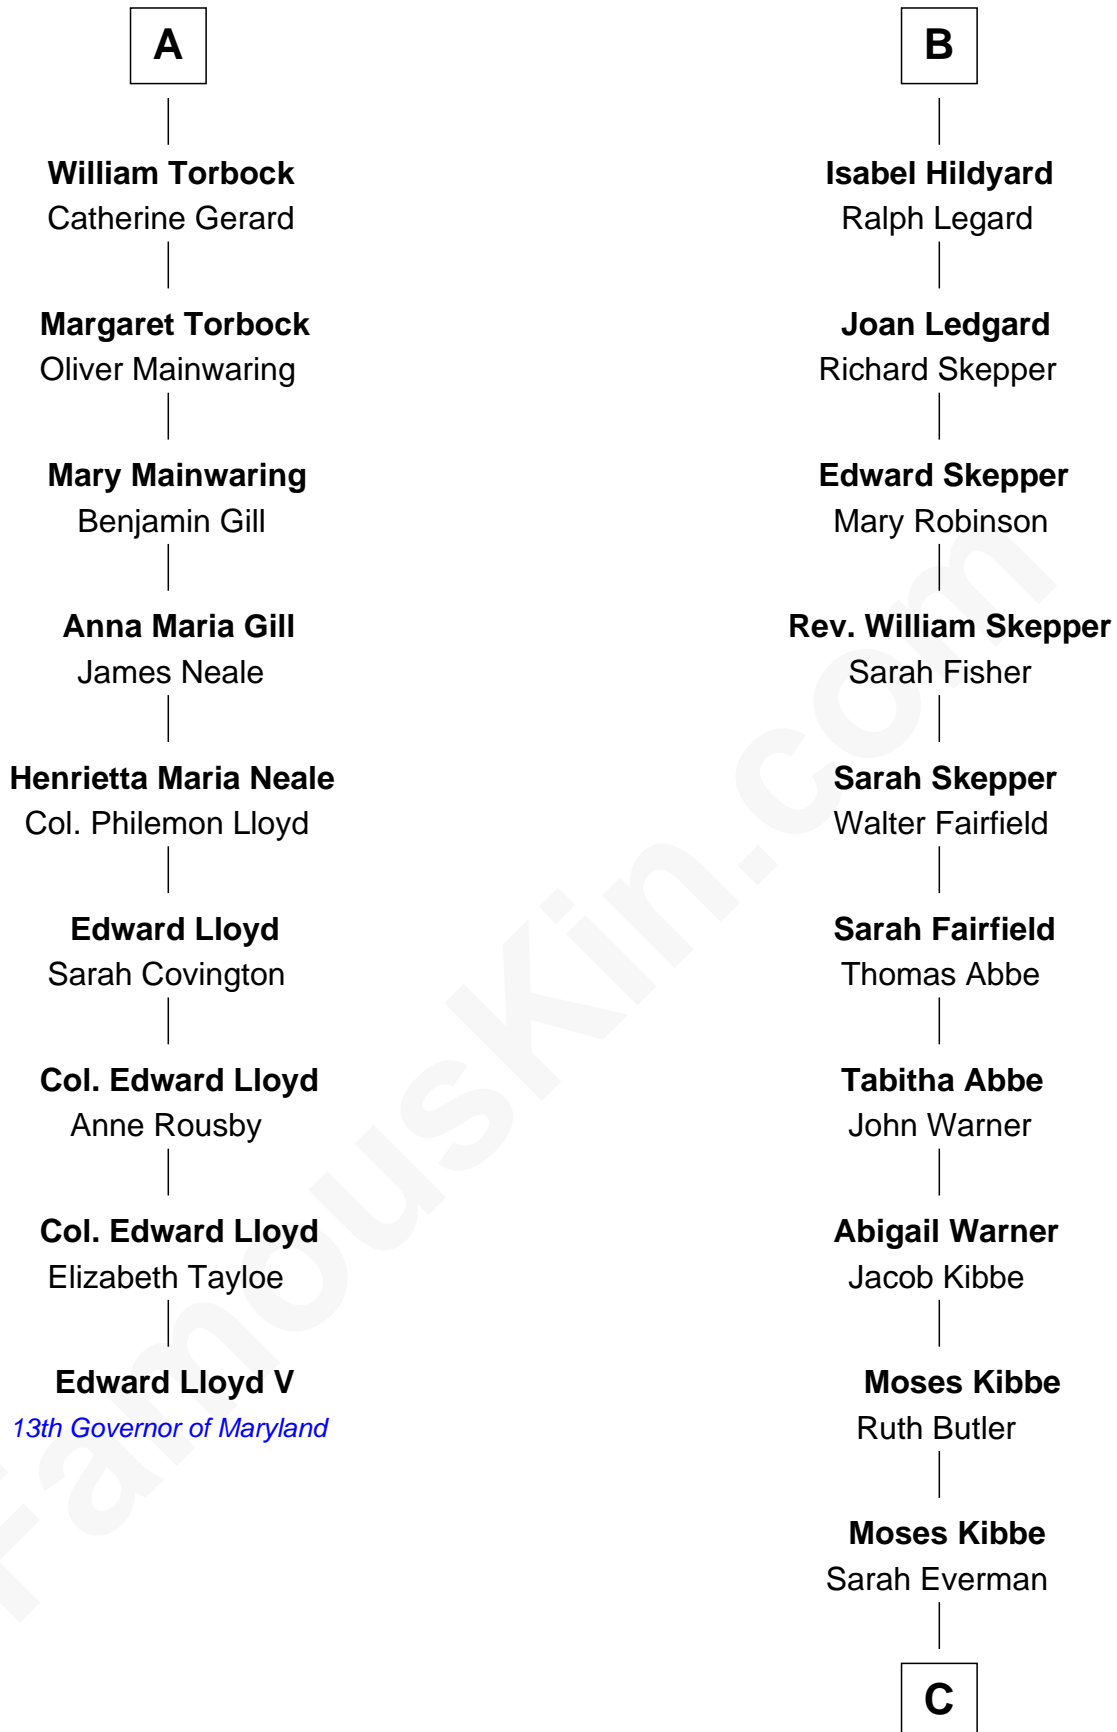 A
William Torbock
Catherine Gerard
Margaret Torbock
Oliver Mainwaring
Mary Mainwaring
Benjamin Gill
Anna Maria Gill
James Neale
Henrietta Maria Neale
Col. Philemon Lloyd
Edward Lloyd
Sarah Covington
Col. Edward Lloyd
Anne Rousby
Col. Edward Lloyd
Elizabeth Tayloe
Edward Lloyd V
13th Governor of Maryland
B
Isabel Hildyard
Ralph Legard
Joan Ledgard
Richard Skepper
Edward Skepper
Mary Robinson
Rev. William Skepper
Sarah Fisher
Sarah Skepper
Walter Fairfield
Sarah Fairfield
Thomas Abbe
Tabitha Abbe
John Warner
Abigail Warner
Jacob Kibbe
Moses Kibbe
Ruth Butler
Moses Kibbe
Sarah Everman
C
FamousKin.com